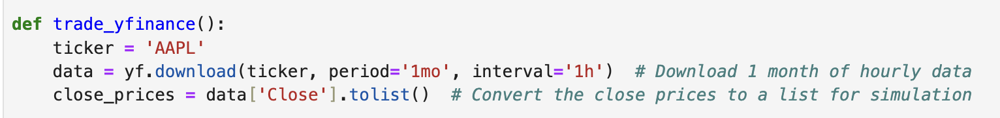 def trade_yfinance():
    ticker = 'AAPL'
    data = yf.download(ticker, period='1mo', interval='1h')  # Download 1 month of hourly data
    close_prices = data['Close'].tolist()  # Convert the close prices to a list for simulation